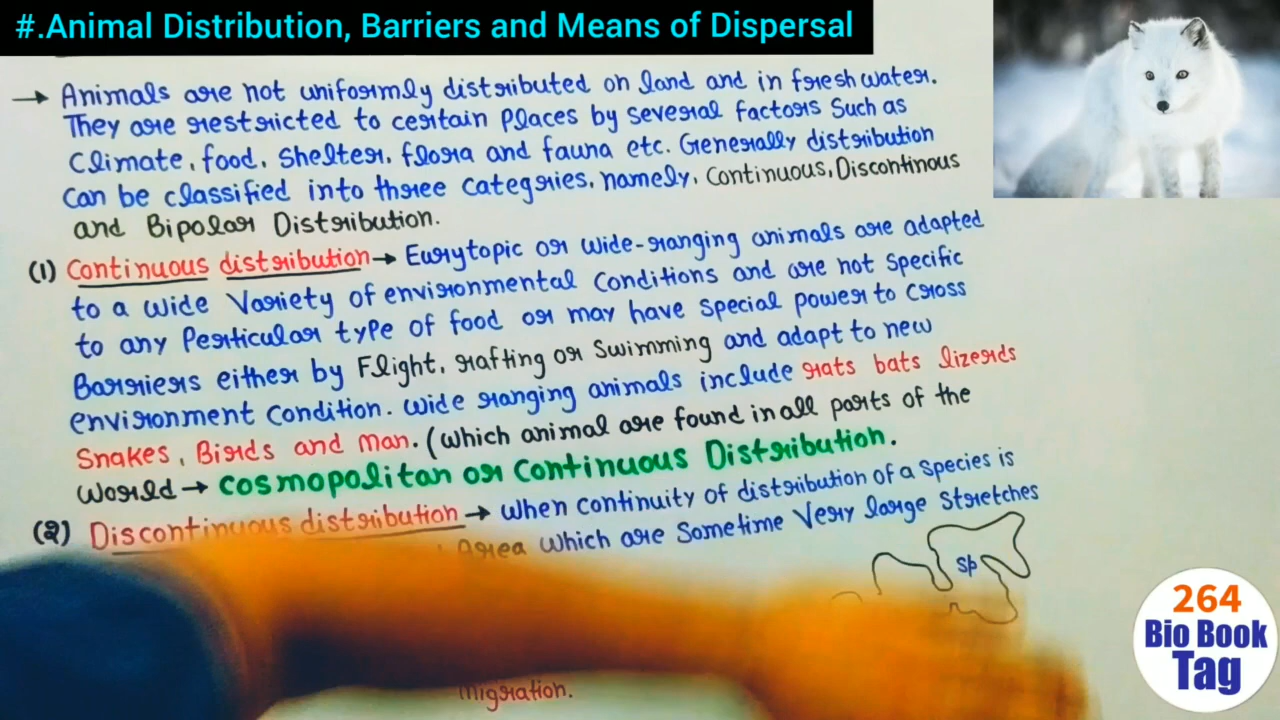 #.Animal Distribution, Barriers and Means of Dispersal
→ Animals are not uniformly distributed on land and in fresh water.
They are restricted to certain places by several factors such as
climate, food, shelter, flora and fauna etc. Generally distribution
can be classified into three categries, namely, Continuous, Discontinous
and Bipolar Distribution.
(1) Continuous distribution → Eurytopic or wide-ranging animals are adapted
to a wide variety of environmental conditions and are not specific
to any Perticular type of food or may have special power to cross
Barriers either by Flight, rafting or Swimming and adapt to new
environment condition. Wide ranging animals include rats bats lizerds
Snakes, Birds and man. (which animal are found in all parts of the
world → cosmopolitan or Continuous Distribution.
(2) Discontinuous distribution → when continuity of distribution of a species is
area which are sometime very large stretches
sp
migration.
264
Bio Book
Tag